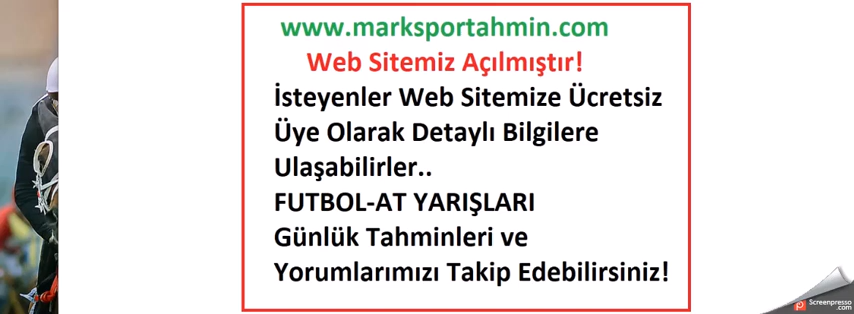 www.marksportahmin.com
Web Sitemiz Açılmıştır!
İsteyenler Web Sitemize Ücretsiz
Üye Olarak Detaylı Bilgilere
Ulaşabilirler..
FUTBOL-AT YARIŞLARI
Günlük Tahminleri ve
Yorumlarımızı Takip Edebilirsiniz!
Screenpresso
.com